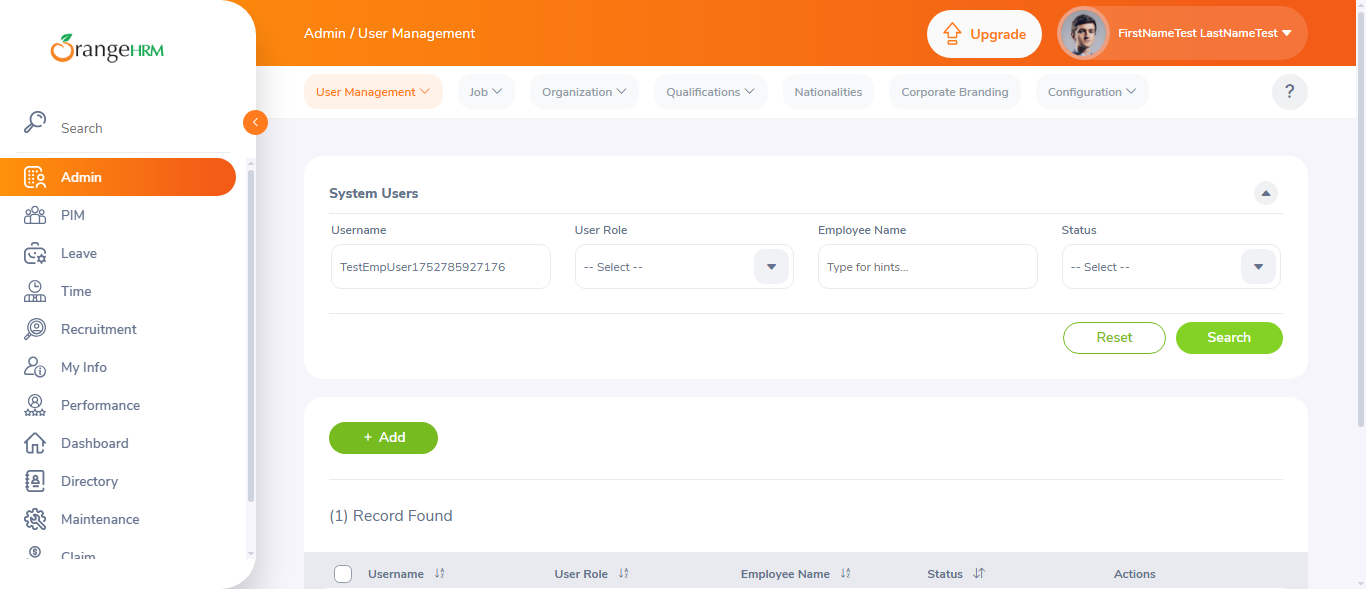 OrangeHRM
Admin / User Management
Upgrade
FirstNameTest LastNameTest
User Management
Job
Organization
Qualifications
Nationalities
Corporate Branding
Configuration
?
Search
Admin
PIM
Leave
Time
Recruitment
My Info
Performance
Dashboard
Directory
Maintenance
Claim
System Users
Username
User Role
Employee Name
Status
TestEmpUser1752785927176
-- Select --
Type for hints...
-- Select --
Reset
Search
+ Add
(1) Record Found
Username
User Role
Employee Name
Status
Actions